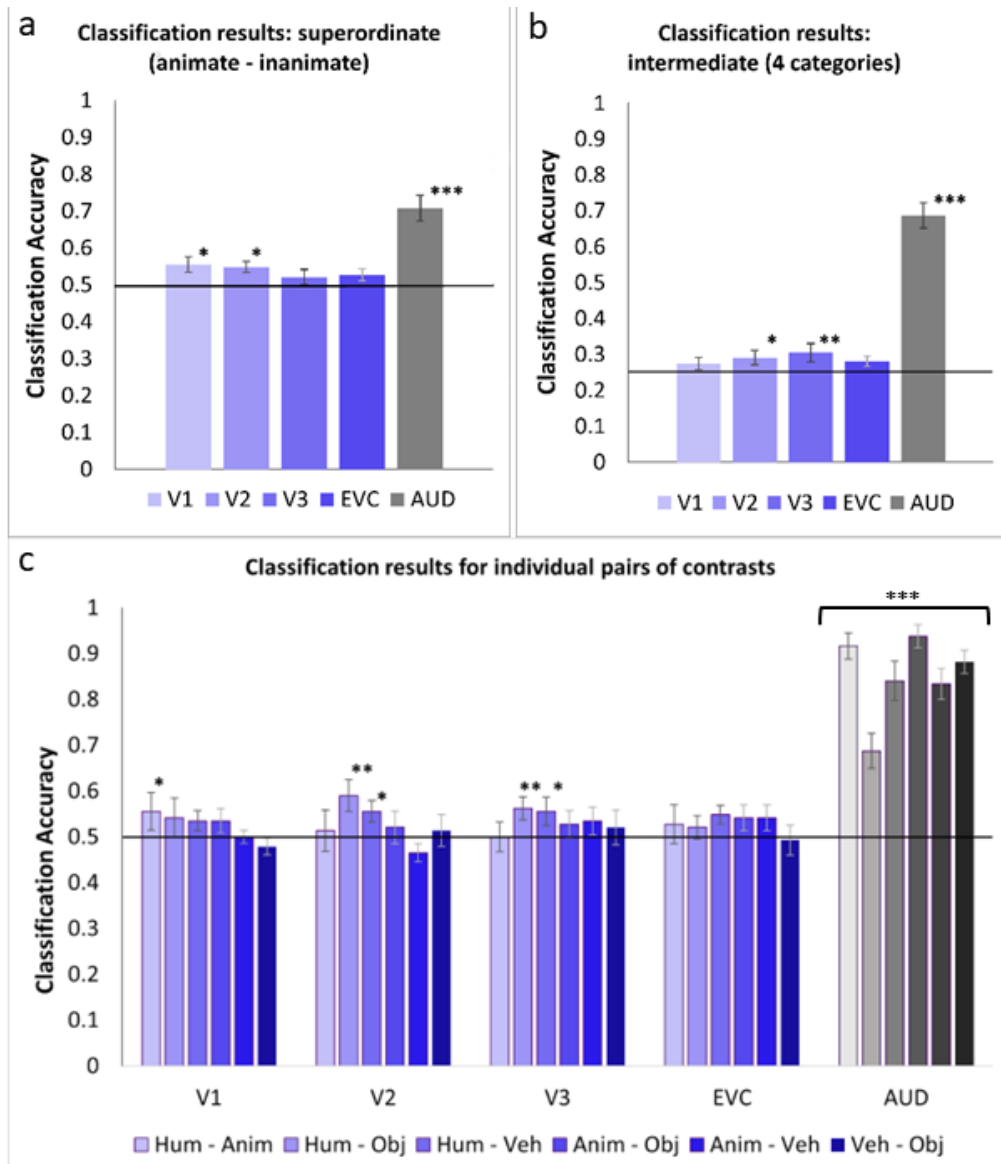 a
Classification results: superordinate
(animate - inanimate)
Classification Accuracy
1
0.9
0.8
0.7
0.6
0.5
0.4
0.3
0.2
0.1
0
* * ***
V1 V2 V3 EVC AUD
b
Classification results:
intermediate (4 categories)
Classification Accuracy
1
0.9
0.8
0.7
0.6
0.5
0.4
0.3
0.2
0.1
0
* ** ***
V1 V2 V3 EVC AUD
c
Classification results for individual pairs of contrasts
Classification Accuracy
1
0.9
0.8
0.7
0.6
0.5
0.4
0.3
0.2
0.1
0
* ** * ** * ***
V1 V2 V3 EVC AUD
Hum - Anim Hum - Obj Hum - Veh Anim - Obj Anim - Veh Veh - Obj